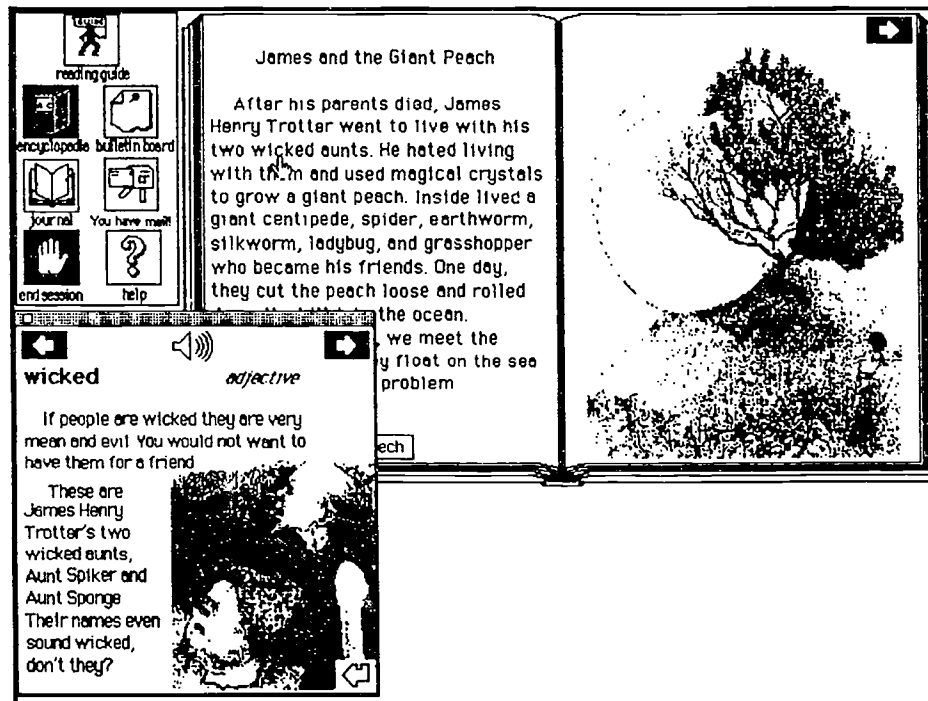 reading guide
encyclopedia bulletin board
journal You have mail!
end session help
James and the Giant Peach
After his parents died, James
Henry Trotter went to live with his
two wicked aunts. He hated living
with them and used magical crystals
to grow a giant peach. Inside lived a
giant centipede, spider, earthworm,
silkworm, ladybug, and grasshopper
who became his friends. One day,
they cut the peach loose and rolled
the ocean.
we meet the
y float on the sea
problem
ech
wicked adjective
If people are wicked they are very
mean and evil You would not want to
have them for a friend
These are
James Henry
Trotter's two
wicked aunts,
Aunt Spiker and
Aunt Sponge
Their names even
sound wicked,
don't they?